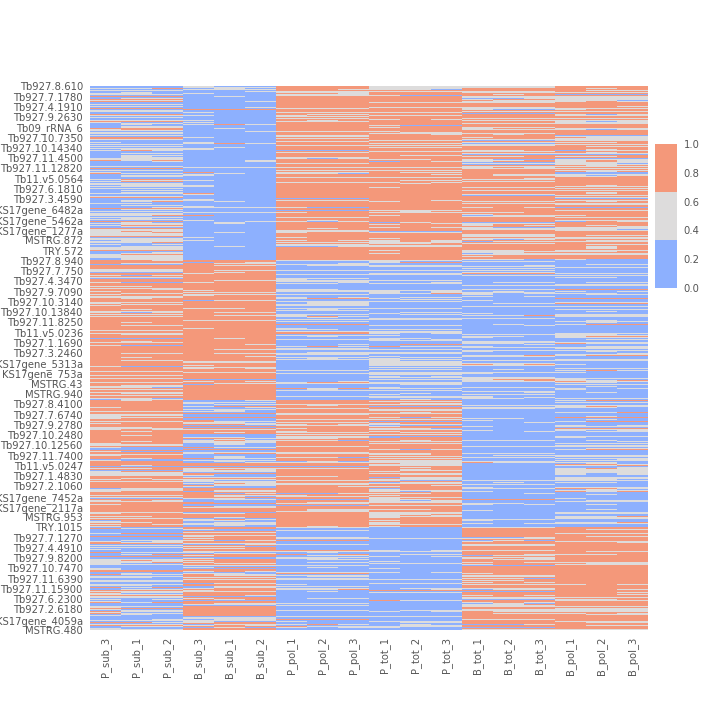 Tb927.8.610
Tb927.7.1780
Tb927.4.1910
Tb927.9.2630
Tb09_rRNA_6
Tb927.10.7350
Tb927.10.14340
Tb927.11.4500
Tb927.11.12820
Tb11.v5.0564
Tb927.6.1810
Tb927.3.4590
KS17gene_6482a
KS17gene_5462a
KS17gene_1277a
MSTRG.872
TRY.572
Tb927.8.940
Tb927.7.750
Tb927.4.3470
Tb927.9.7090
Tb927.10.3140
Tb927.10.13840
Tb927.11.8250
Tb11.v5.0236
Tb927.1.1690
Tb927.3.2460
KS17gene_5313a
KS17gene_753a
MSTRG.43
MSTRG.940
Tb927.8.4100
Tb927.7.6740
Tb927.9.2780
Tb927.10.2480
Tb927.10.12560
Tb927.11.7400
Tb11.v5.0247
Tb927.1.4830
Tb927.2.1060
KS17gene_7452a
KS17gene_2117a
MSTRG.953
TRY.1015
Tb927.7.1270
Tb927.4.4910
Tb927.9.8200
Tb927.10.7470
Tb927.11.6390
Tb927.11.15900
Tb927.6.2300
Tb927.2.6180
KS17gene_4059a
MSTRG.480
P_sub_3
P_sub_1
P_sub_2
B_sub_3
B_sub_1
B_sub_2
P_pol_1
P_pol_2
P_pol_3
P_tot_1
P_tot_2
P_tot_3
B_tot_1
B_tot_2
B_tot_3
B_pol_1
B_pol_2
B_pol_3
1.0
0.8
0.6
0.4
0.2
0.0